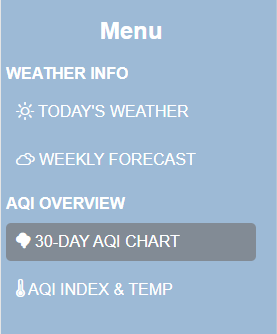 Menu
WEATHER INFO
TODAY'S WEATHER
WEEKLY FORECAST
AQI OVERVIEW
30-DAY AQI CHART
AQI INDEX & TEMP